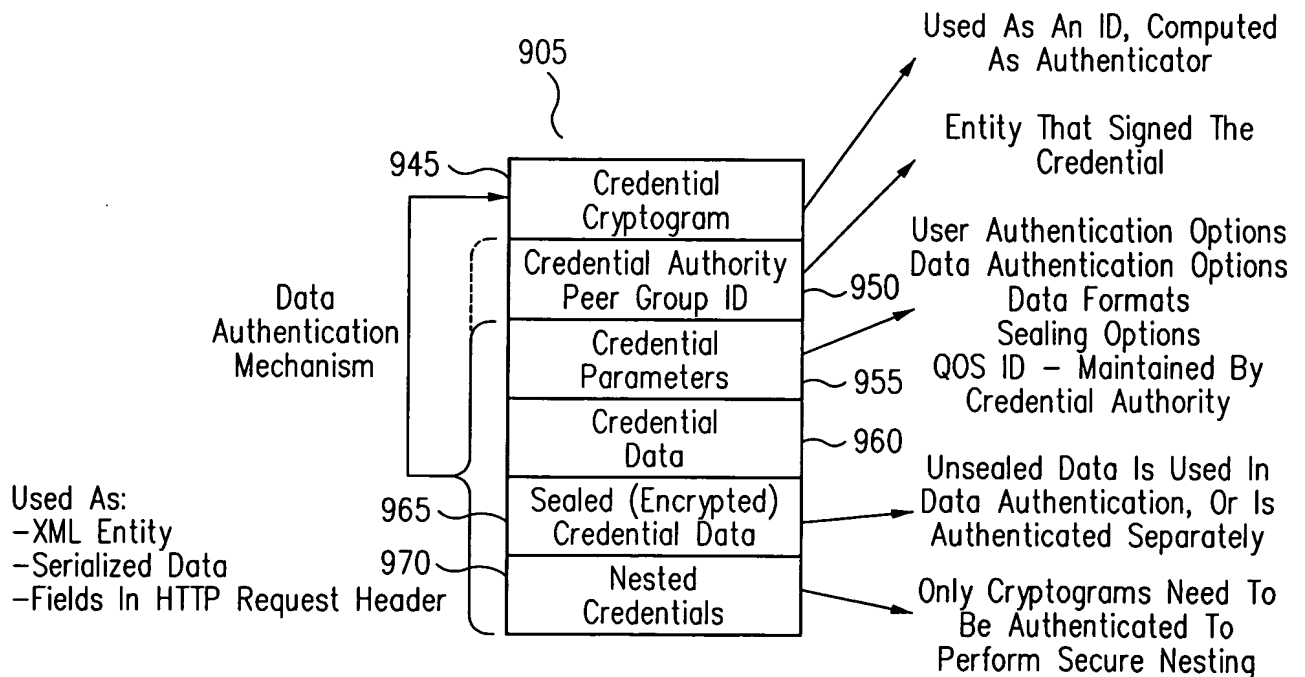 905
Used As An ID, Computed
As Authenticator
Entity That Signed The
Credential
945
Credential
Cryptogram
Credential Authority
Peer Group ID
950
User Authentication Options
Data Authentication Options
Data Formats
Sealing Options
QOS ID – Maintained By
Credential Authority
Data
Authentication
Mechanism
Credential
Parameters
955
Credential
Data
960
Unsealed Data Is Used In
Data Authentication, Or Is
Authenticated Separately
965
Sealed (Encrypted)
Credential Data
Used As:
–XML Entity
–Serialized Data
–Fields In HTTP Request Header
970
Nested
Credentials
Only Cryptograms Need To
Be Authenticated To
Perform Secure Nesting